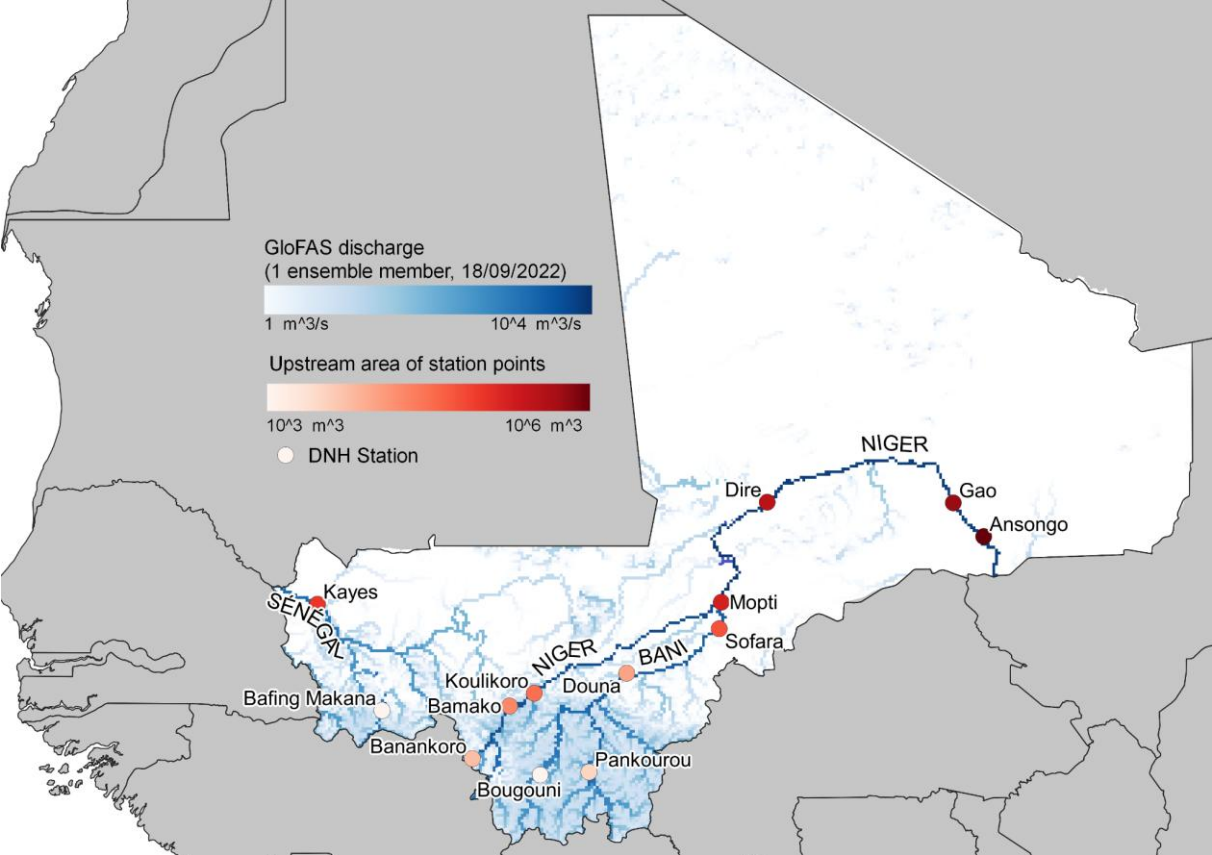 GloFAS discharge
(1 ensemble member, 18/09/2022)
1 m^3/s
10^4 m^3/s
Upstream area of station points
10^3 m^3
10^6 m^3
DNH Station
NIGER
Dire
Gao
Ansongo
Kayes
SÉNÉGAL
Mopti
Sofara
NIGER
BANI
Koulikoro
Douna
Bafing Makana
Bamako
Banankoro
Pankourou
Bougouni